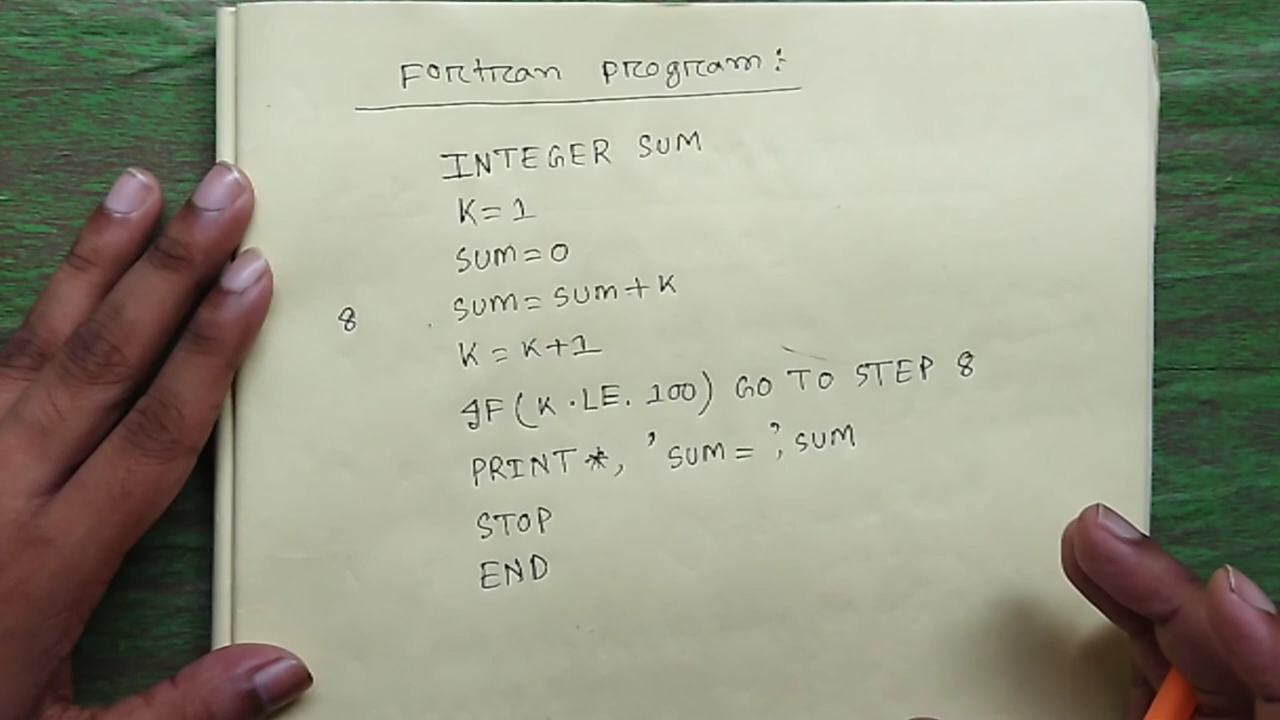 Fortran program:
INTEGER SUM
K=1
SUM=0
8 SUM=SUM+K
K=K+1
IF(K.LE.100) GO TO STEP 8
PRINT*, 'SUM=', SUM
STOP
END